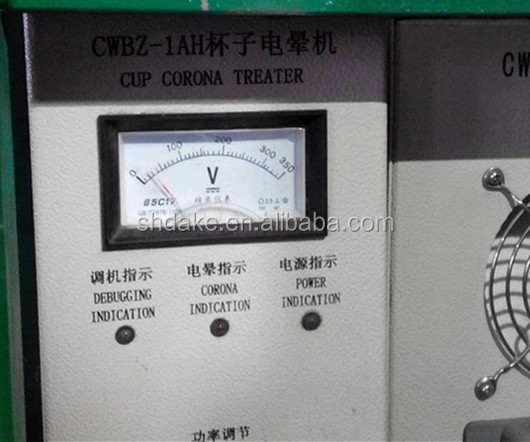 CWBZ-1AH杯子电晕机
CUP CORONA TREATER
CW
0 100 200 300 350
V
85C17
shdake.en.alibaba.com
调机指示
DEBUGGING
INDICATION
电晕指示
CORONA
INDICATION
电源指示
POWER
INDICATION
功率调节